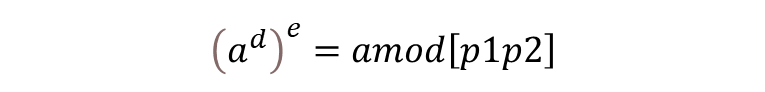 (a^d)^e = amod[p1p2]